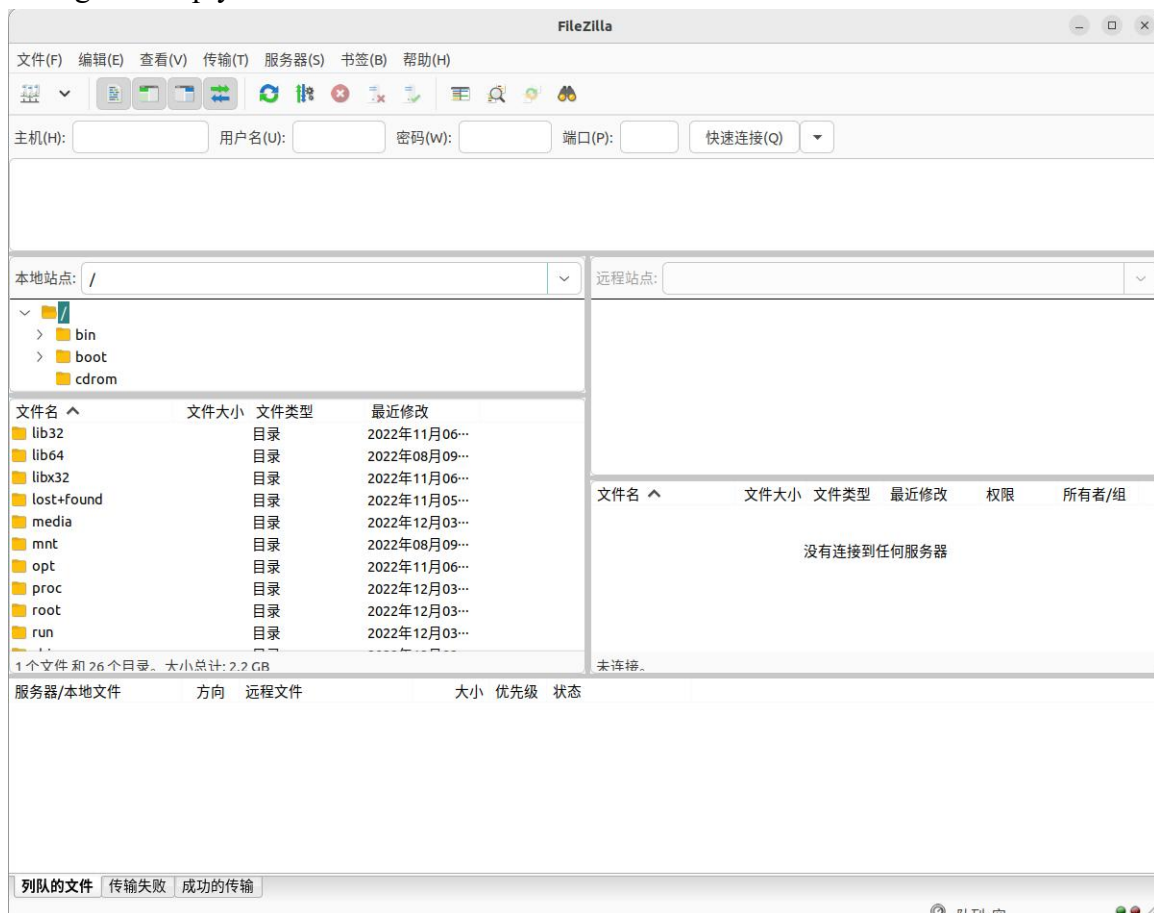 FileZilla
文件(F) 编辑(E) 查看(V) 传输(T) 服务器(S) 书签(B) 帮助(H)
主机(H): 用户名(U): 密码(W): 端口(P): 快速连接(Q)
本地站点: /
远程站点:
/
bin
boot
cdrom
文件名 文件大小 文件类型 最近修改
lib32 目录 2022年11月06…
lib64 目录 2022年08月09…
libx32 目录 2022年11月06…
lost+found 目录 2022年11月05…
media 目录 2022年12月03…
mnt 目录 2022年08月09…
opt 目录 2022年11月06…
proc 目录 2022年12月03…
root 目录 2022年12月03…
run 目录 2022年12月03…
1个文件 和 26个目录。大小总计: 2.2 GB
文件名 文件大小 文件类型 最近修改 权限 所有者/组
没有连接到任何服务器
未连接。
服务器/本地文件 方向 远程文件 大小 优先级 状态
列队的文件 传输失败 成功的传输